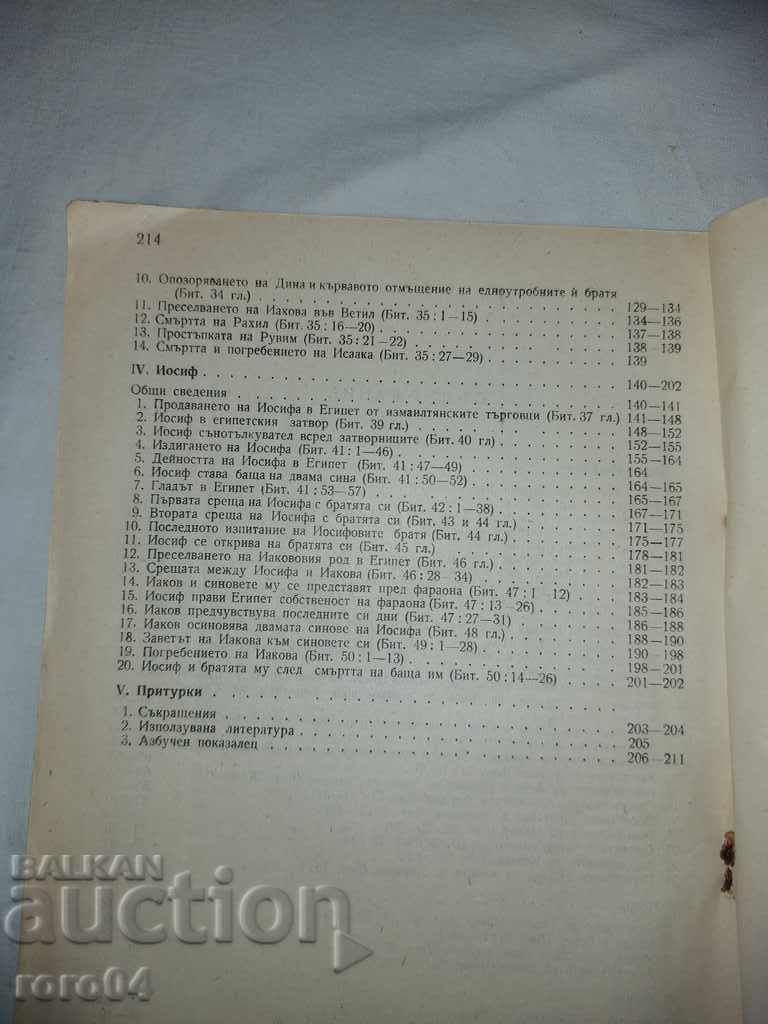 214
10. Опозоряването на Дина и кървавото отмъщение на едноутробните ѝ братя
(Бит. 34 гл.) . . . . . . . . . . . . . . . . . . . . 129—134
11. Преселването на Иакова във Ветил (Бит. 35 : 1—15) . . . . . . . . 134—136
12. Смъртта на Рахил (Бит. 35 : 16—20) . . . . . . . . . . . . . 137—138
13. Простъпката на Рувим (Бит. 35 : 21—22) . . . . . . . . . . . . 138—139
14. Смъртта и погребението на Исаака (Бит. 35 : 27—29) . . . . . . . . 139
IV. Иосиф . . . . . . . . . . . . . . . . . . . . . . 140—202
Общи сведения . . . . . . . . . . . . . . . . . . . . 140—141
1. Продаването на Иосифа в Египет от измаилтянските търговци (Бит. 37 гл.) 141—148
2. Иосиф в египетския затвор (Бит. 39 гл.) . . . . . . . . . . . . 148—152
3. Иосиф сънотълкувател всред затворниците (Бит. 40 гл) . . . . . . . 152—155
4. Издигането на Иосифа (Бит. 41 : 1—46) . . . . . . . . . . . . 155—164
5. Дейността на Иосифа в Египет (Бит. 41 : 47—49) . . . . . . . . . 164
6. Иосиф става баща на двама сина (Бит. 41 : 50—52) . . . . . . . . 164—165
7. Гладът в Египет (Бит. 41 : 53—57) . . . . . . . . . . . . . . 165—167
8. Първата среща на Иосифа с братята си (Бит. 42 : 1—38) . . . . . . . 167—171
9. Втората среща на Иосифа с братята си (Бит. 43 и 44 гл.) . . . . . . 171—175
10. Последното изпитание на Иосифовите братя (Бит. 44 гл.) . . . . . . 175—177
11. Иосиф се открива на братята си (Бит. 45 гл.) . . . . . . . . . . 178—181
12. Преселването на Иакововия род в Египет (Бит. 46 гл.) . . . . . . . 181—182
13. Срещата между Иосифа и Иакова (Бит. 46 : 28—34) . . . . . . . . 182—183
14. Иаков и синовете му се представят пред фараона (Бит. 47 : 1—12) . . . 183—184
15. Иосиф прави Египет собственост на фараона (Бит. 47 : 13—26) . . . . 185—186
16. Иаков предчувствува последните си дни (Бит. 47 : 27—31) . . . . . . 186—188
17. Иаков осиновява двамата синове на Иосифа (Бит. 48 гл.) . . . . . . 188—190
18. Заветът на Иакова към синовете си (Бит. 49 : 1—28) . . . . . . . . 190—198
19. Погребението на Иакова (Бит. 50 : 1—13) . . . . . . . . . . . . 198—201
20. Иосиф и братята му след смъртта на баща им (Бит. 50 : 14—26) . . . . 201—202
V. Притурки . . . . . . . . . . . . . . . . . . . . .
1. Съкращения . . . . . . . . . . . . . . . . . . . . 203—204
2. Използувана литература . . . . . . . . . . . . . . . . 205
3. Азбучен показалец . . . . . . . . . . . . . . . . . . 206—211
BALKAN
auction
roro04